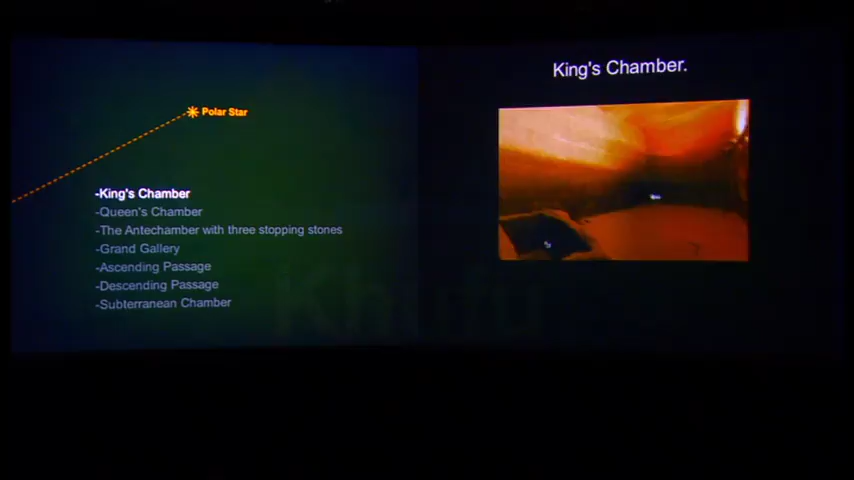 King's Chamber.
Polar Star
-King's Chamber
-Queen's Chamber
-The Antechamber with three stopping stones
-Grand Gallery
-Ascending Passage
-Descending Passage
-Subterranean Chamber
Khufu